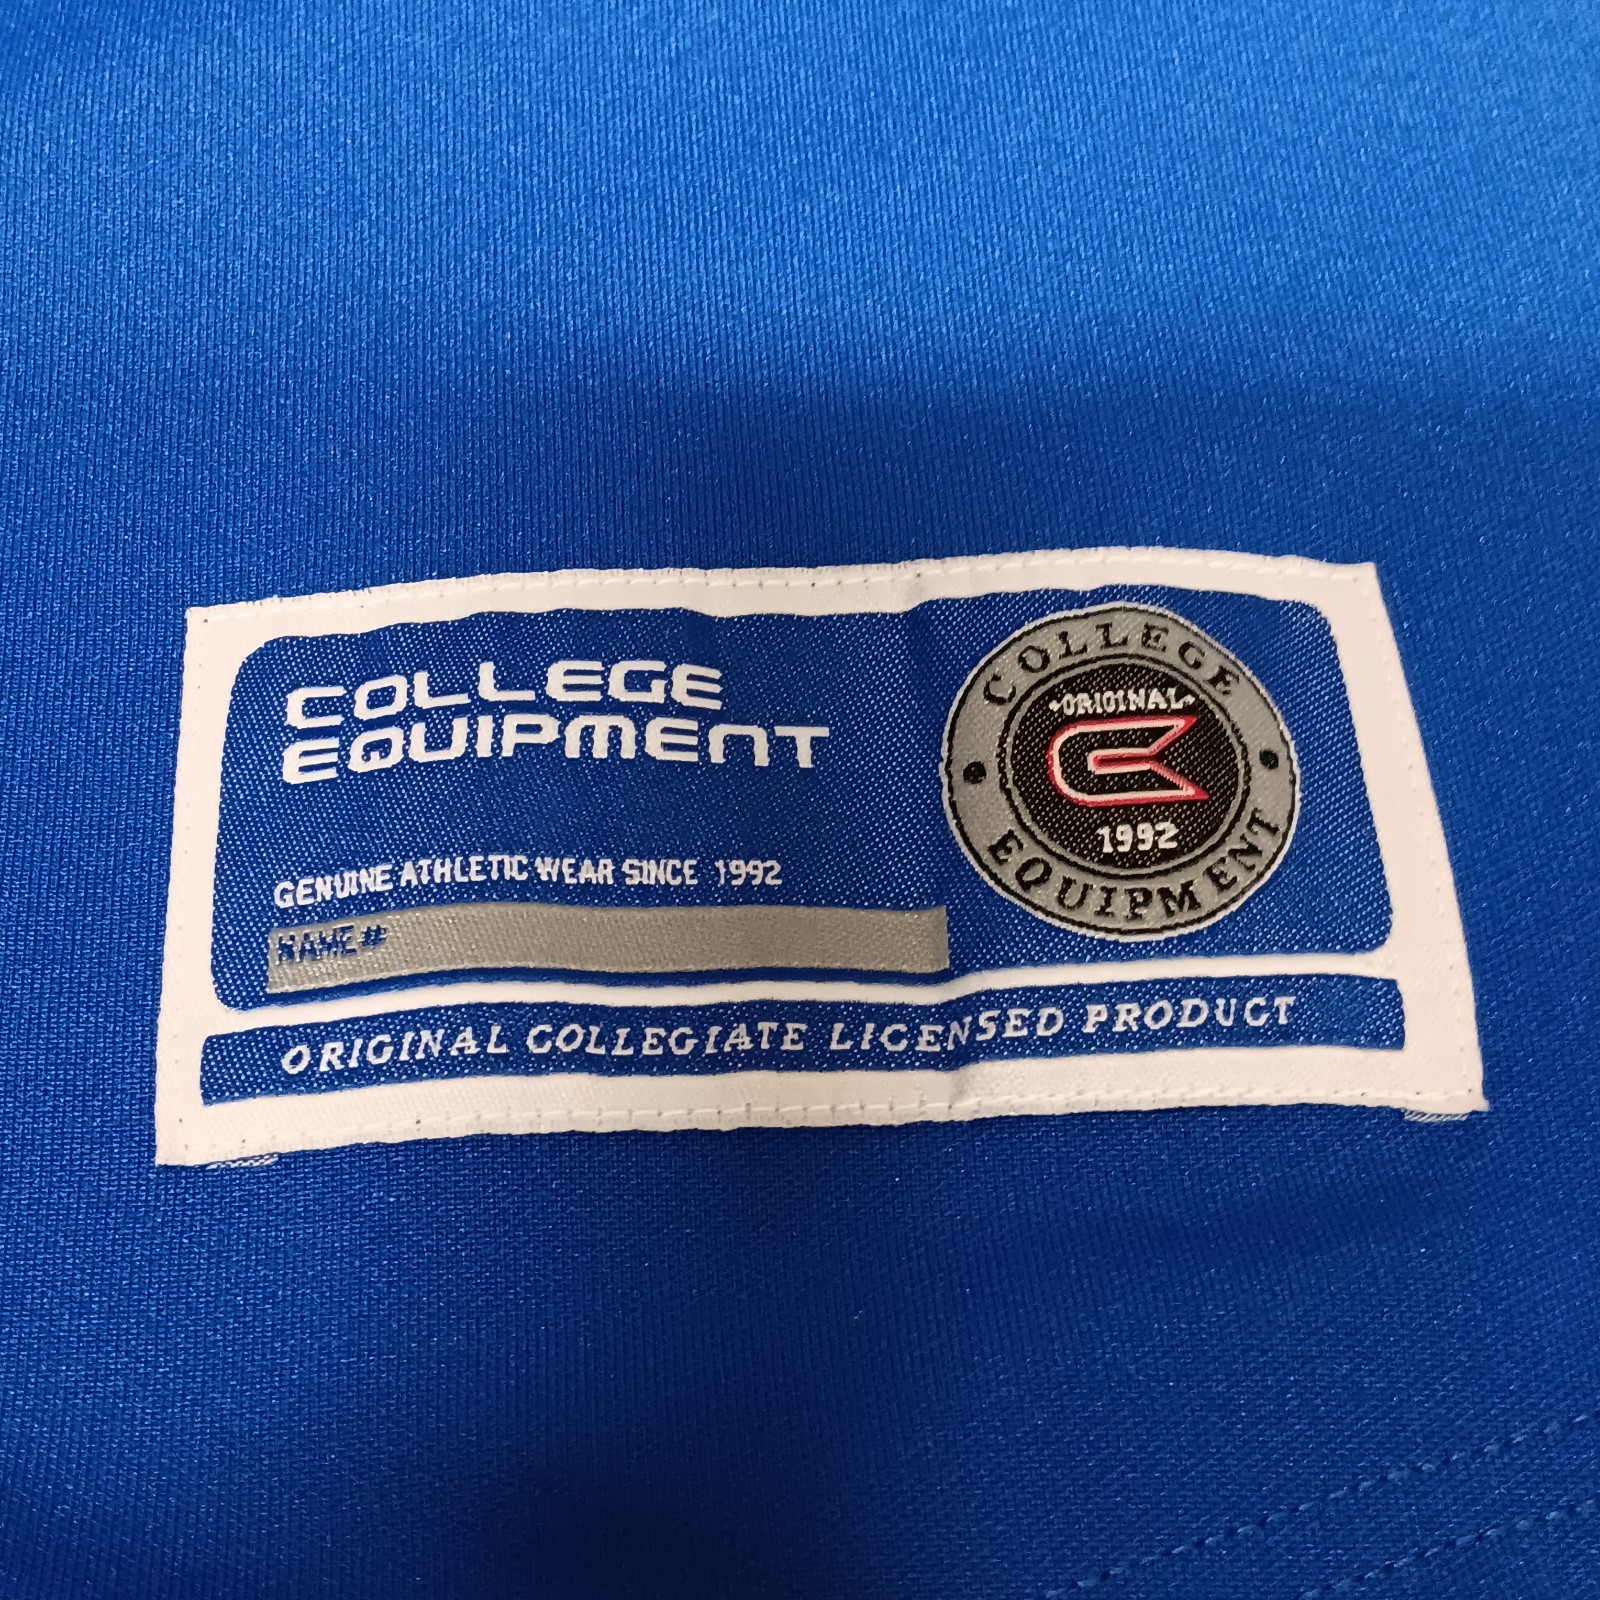 COLLEGE
EQUIPMENT
GENUINE ATHLETIC WEAR SINCE 1992
NAME#
ORIGINAL COLLEGIATE LICENSED PRODUCT
COLLEGE
•ORIGINAL•
1992
EQUIPMENT